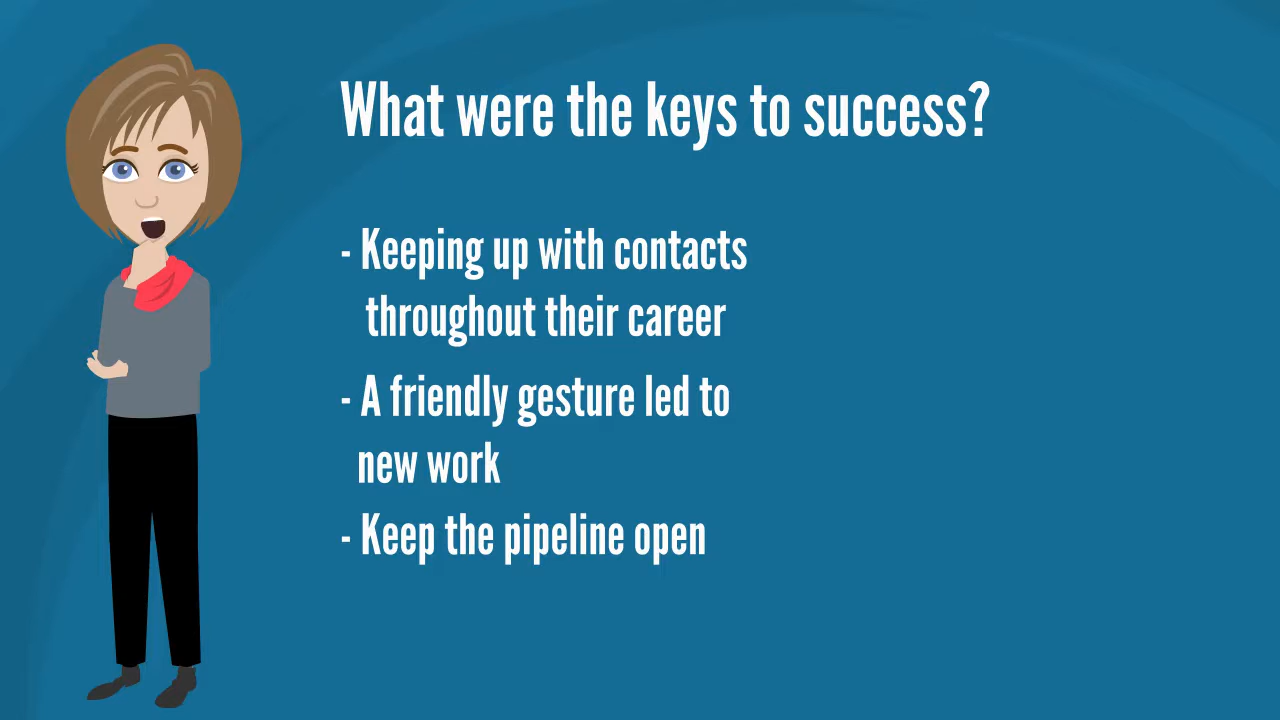 What were the keys to success?
- Keeping up with contacts
throughout their career
- A friendly gesture led to
new work
- Keep the pipeline open